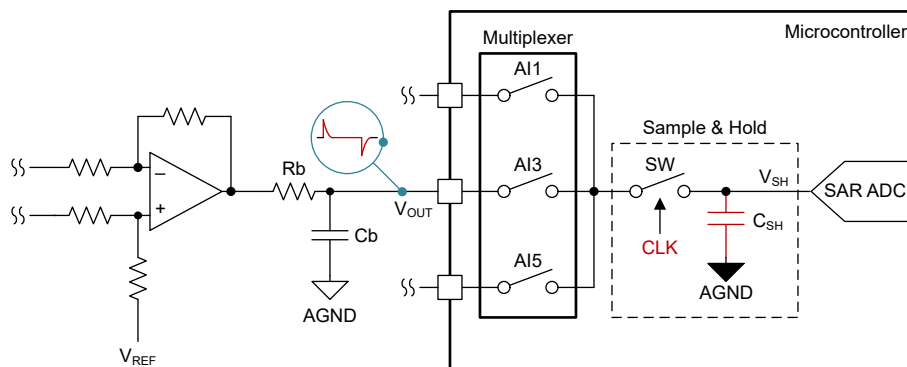 Microcontroller
Multiplexer
AI1
Sample & Hold
SW
VSH
SAR ADC
AI3
Rb
VOUT
Cb
CSH
CLK
AI5
AGND
AGND
VREF
−
+